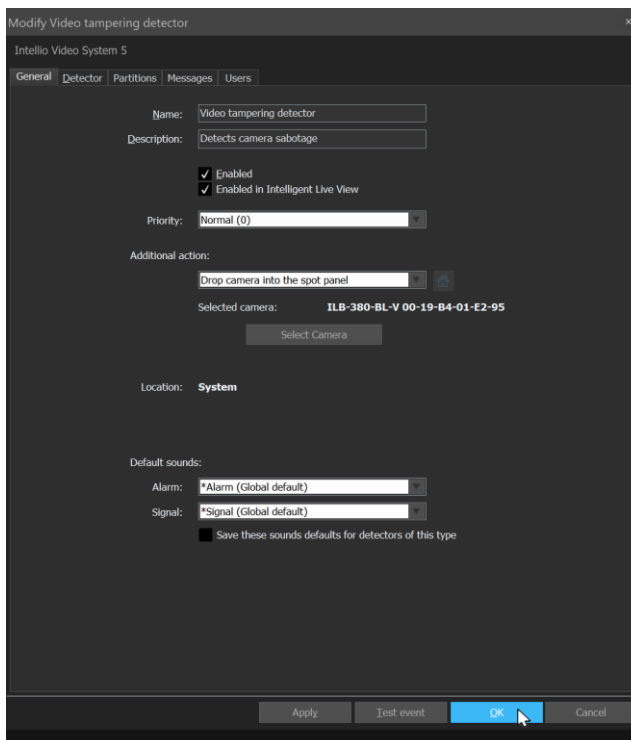 Modify Video tampering detector
Intellio Video System 5
General Detector Partitions Messages Users
Name: Video tampering detector
Description: Detects camera sabotage
Enabled
Enabled in Intelligent Live View
Priority: Normal (0)
Additional action:
Drop camera into the spot panel
Selected camera: ILB-380-BL-V 00-19-B4-01-E2-95
Select Camera
Location: System
Default sounds:
Alarm: *Alarm (Global default)
Signal: *Signal (Global default)
Save these sounds defaults for detectors of this type
Apply Test event OK Cancel